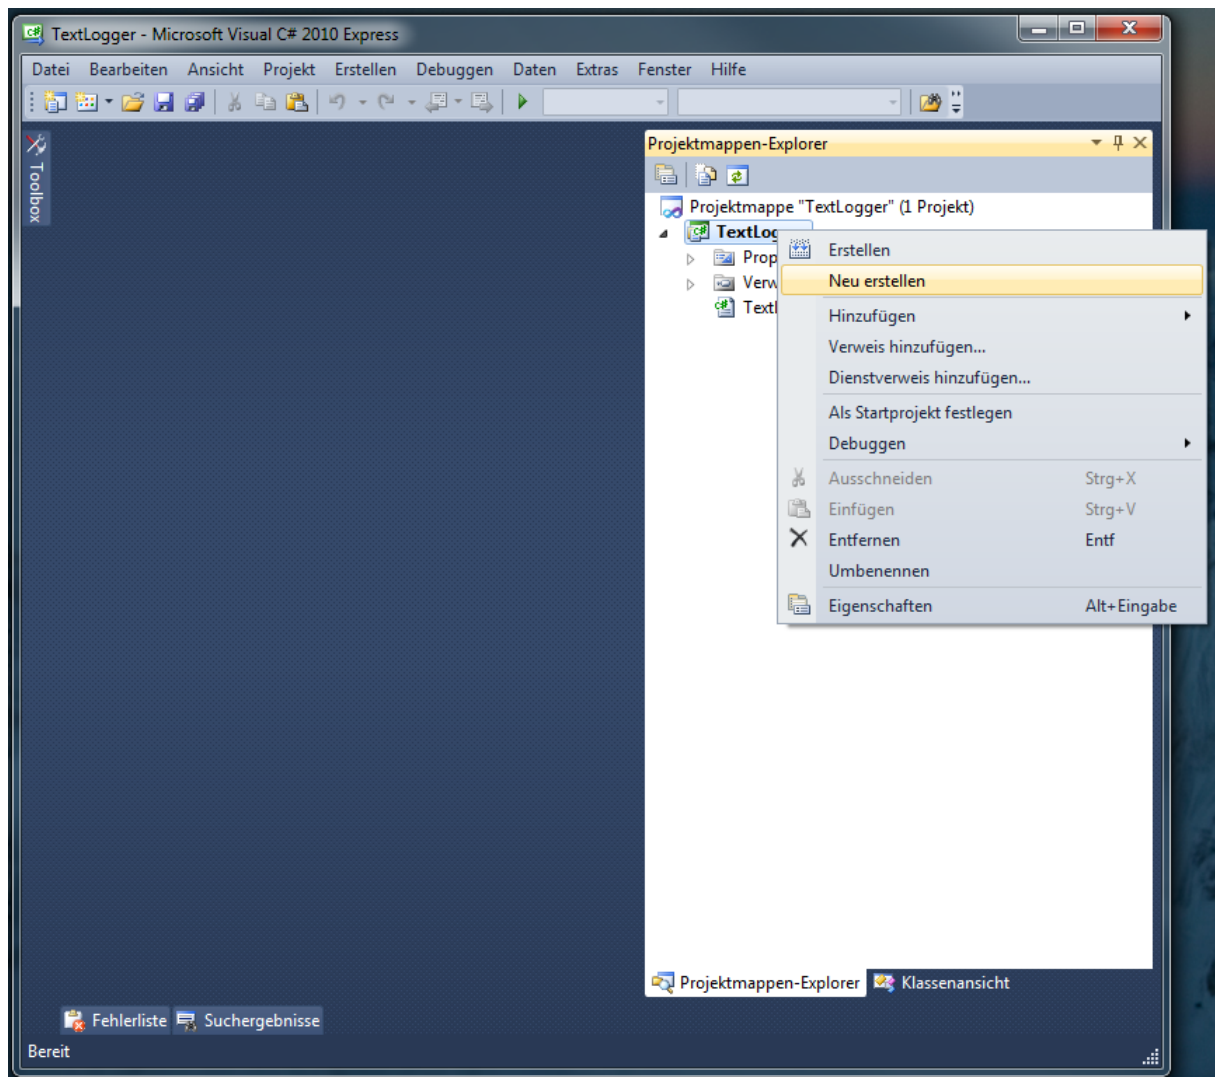 TextLogger - Microsoft Visual C# 2010 Express
Datei Bearbeiten Ansicht Projekt Erstellen Debuggen Daten Extras Fenster Hilfe
Toolbox
Projektmappen-Explorer
Projektmappe "TextLogger" (1 Projekt)
TextLog
Prop
Verw
Text
Erstellen
Neu erstellen
Hinzufügen
Verweis hinzufügen...
Dienstverweis hinzufügen...
Als Startprojekt festlegen
Debuggen
Ausschneiden Strg+X
Einfügen Strg+V
Entfernen Entf
Umbenennen
Eigenschaften Alt+Eingabe
Projektmappen-Explorer Klassenansicht
Fehlerliste Suchergebnisse
Bereit